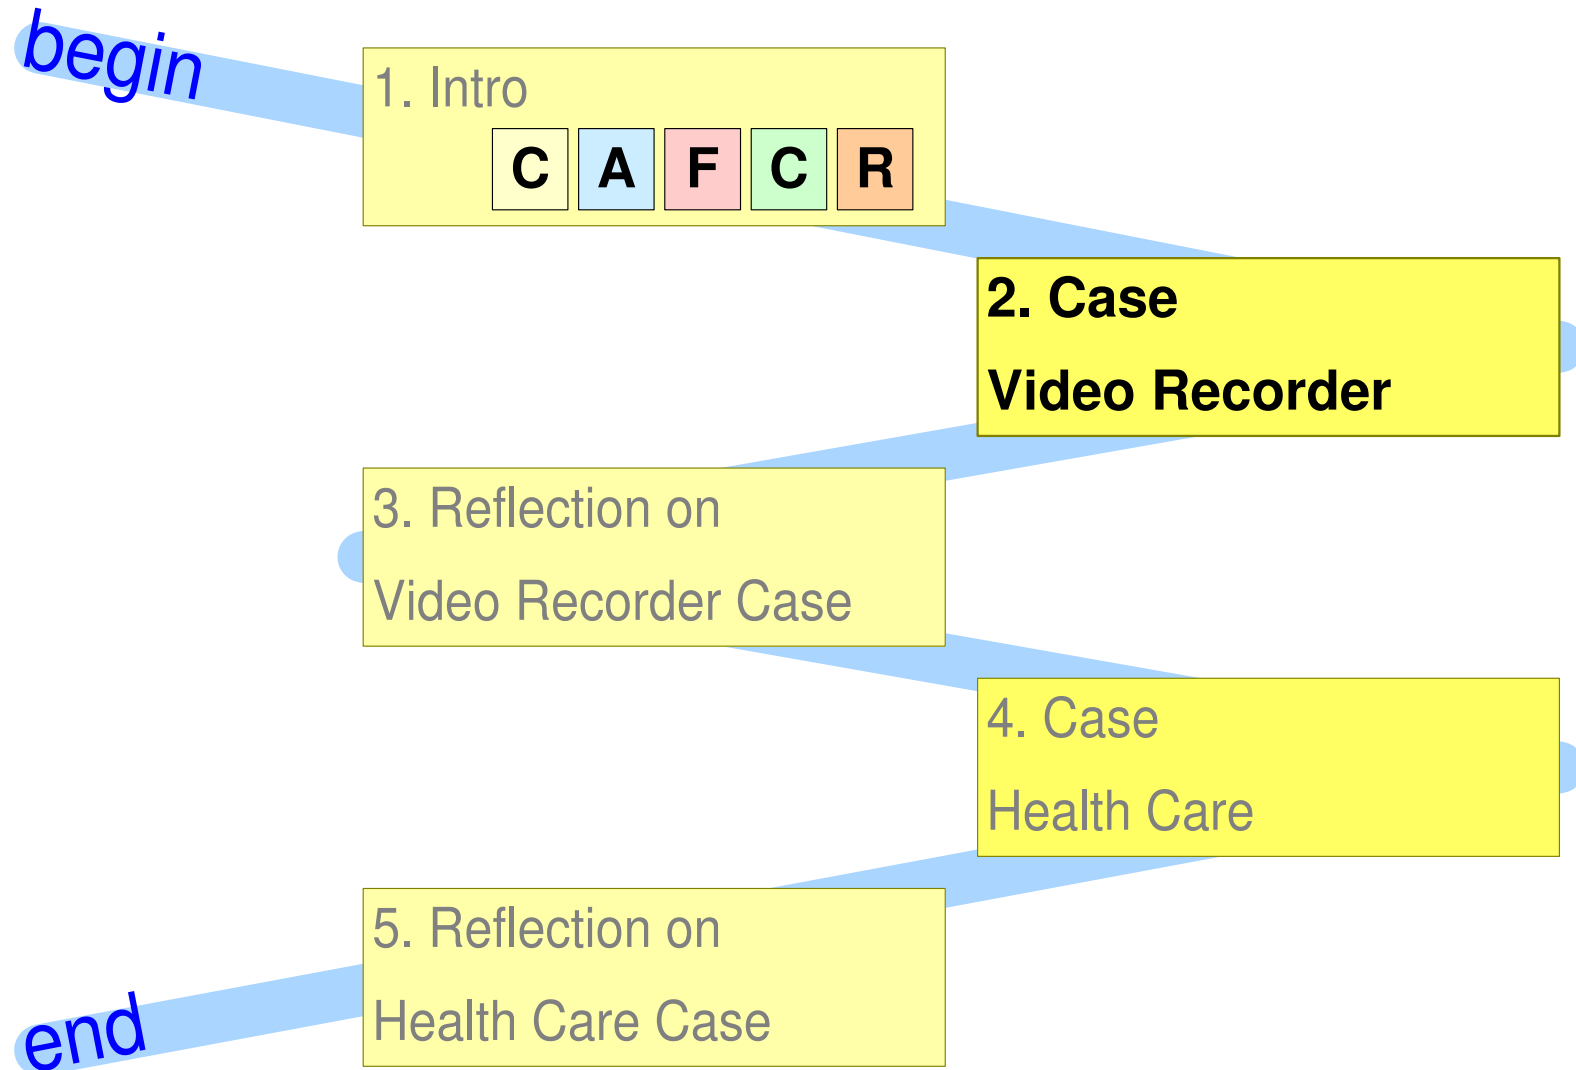 begin
1. Intro
C A F C R
2. Case
Video Recorder
3. Reflection on
Video Recorder Case
4. Case
Health Care
5. Reflection on
Health Care Case
end